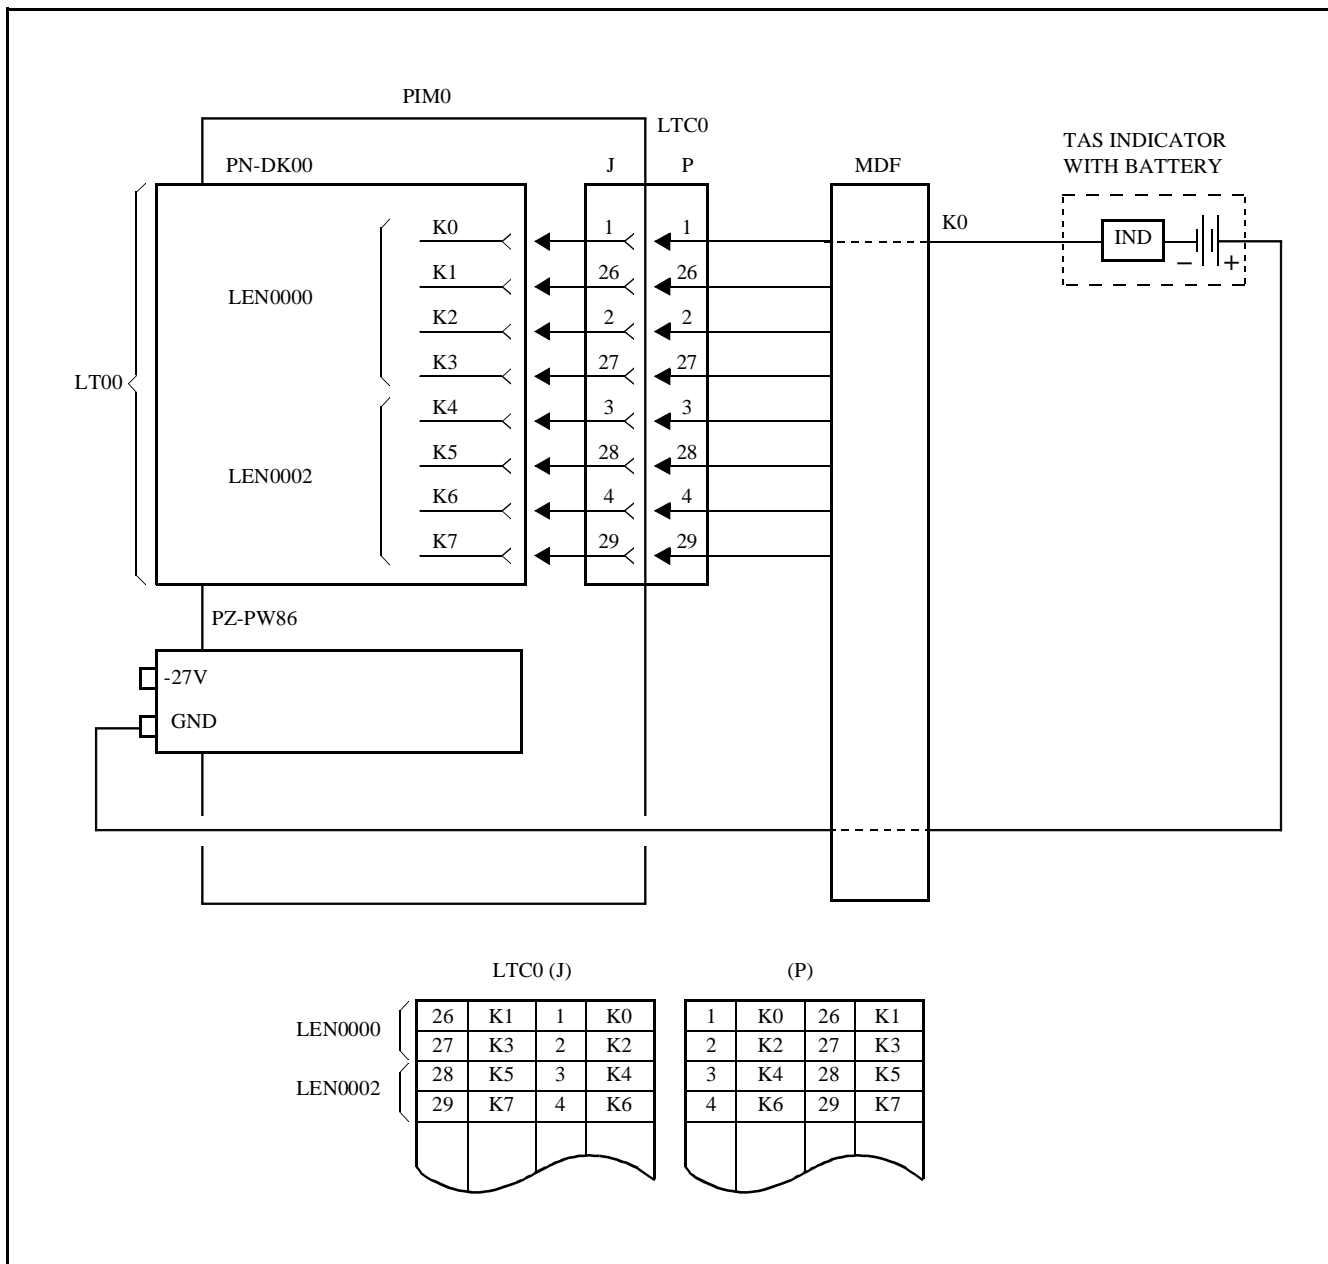 PIM0
LTC0
TAS INDICATOR
WITH BATTERY
PN-DK00
J
P
MDF
K0
1
1
K0
IND
K1
26
26
− +
LEN0000
K2
2
2
K3
27
27
LT00
K4
3
3
K5
28
28
LEN0002
K6
4
4
K7
29
29
PZ-PW86
-27V
GND
LTC0 (J)
(P)
LEN0000
26 K1 1 K0
1 K0 26 K1
27 K3 2 K2
2 K2 27 K3
LEN0002
28 K5 3 K4
3 K4 28 K5
29 K7 4 K6
4 K6 29 K7